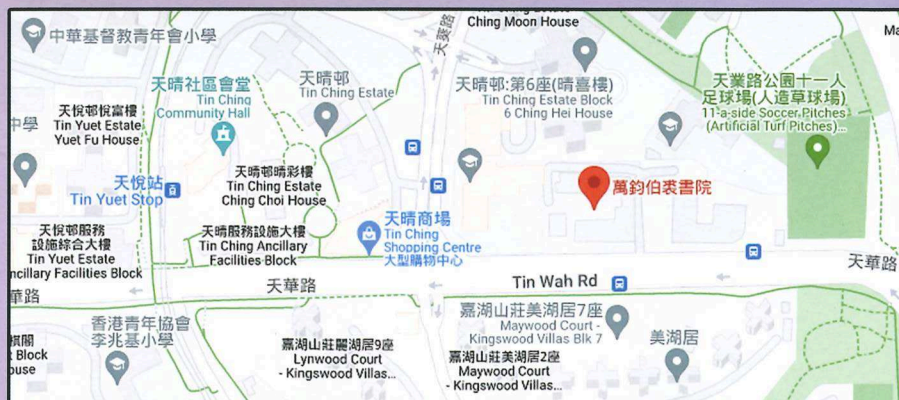 中華基督教青年會小學
天晴社區會堂
Tin Ching
Community Hall
天晴邨
Tin Ching Estate
天葵路
Ching Moon House
天晴邨:第6座(晴喜樓)
Tin Ching Estate Block
6 Ching Hei House
天業路公園十一人
足球場(人造草球場)
11-a-side Soccer Pitches
(Artificial Turf Pitches)...
天悅邨悅富樓
Tin Yuet Estate
Yuet Fu House
中學
天悅站
Tin Yuet Stop
天晴邨晴彩樓
Tin Ching Estate
Ching Choi House
萬鈞伯裘書院
天悅邨服務
設施綜合大樓
Tin Yuet Estate
ncillary Facilities Block
天晴服務設施大樓
Tin Ching Ancillary
Facilities Block
天晴商場
Tin Ching
Shopping Centre
大型購物中心
天華路
Tin Wah Rd
天華路
華路
香港青年協會
李兆基小學
Block
ouse
嘉湖山莊麗湖居9座
Lynwood Court
- Kingswood Villas...
嘉湖山莊美湖居7座
Maywood Court -
Kingswood Villas Blk 7
嘉湖山莊美湖居2座
Maywood Court
- Kingswood Villas...
美湖居
Ma